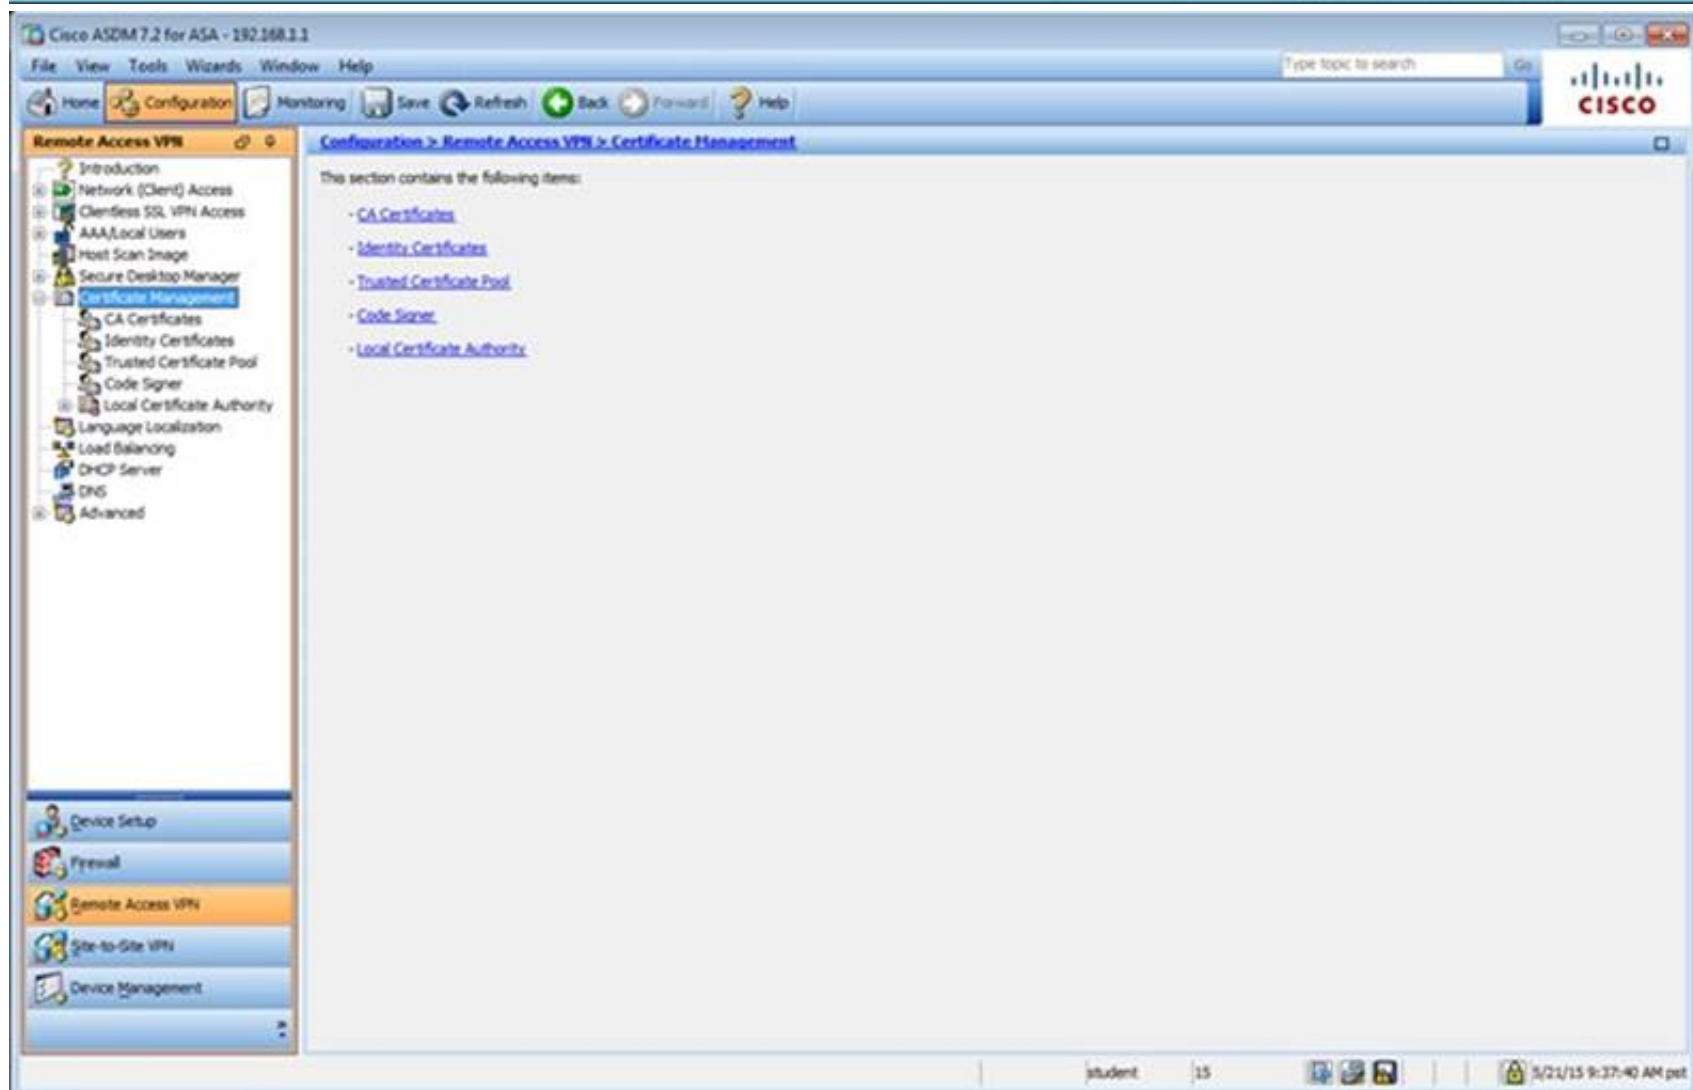 Cisco ASDM 7.2 for ASA - 192.168.1.1
File View Tools Wizards Window Help
Type topic to search Go
CISCO
Home Configuration Monitoring Save Refresh Back Forward Help
Remote Access VPN
Configuration > Remote Access VPN > Certificate Management
Introduction
Network (Client) Access
Clientless SSL VPN Access
AAA/Local Users
Host Scan Image
Secure Desktop Manager
Certificate Management
CA Certificates
Identity Certificates
Trusted Certificate Pool
Code Signer
Local Certificate Authority
Language Localization
Load Balancing
DHCP Server
DNS
Advanced
This section contains the following items:
- CA Certificates
- Identity Certificates
- Trusted Certificate Pool
- Code Signer
- Local Certificate Authority
Device Setup
Firewall
Remote Access VPN
Site-to-Site VPN
Device Management
student 15 5/21/15 9:37:40 AM pst